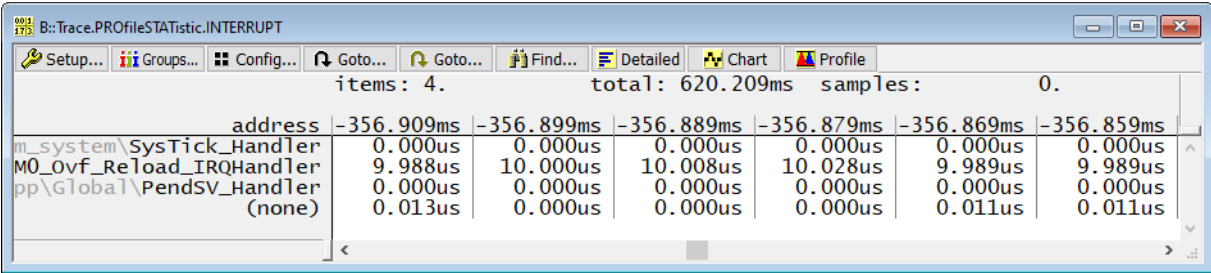 B::Trace.PROfileSTATistic.INTERRUPT
Setup... Groups... Config... Goto... Goto... Find... Detailed Chart Profile
items: 4. total: 620.209ms samples: 0.
address -356.909ms -356.899ms -356.889ms -356.879ms -356.869ms -356.859ms
m_system\SysTick_Handler 0.000us 0.000us 0.000us 0.000us 0.000us 0.000us
M0_Ovf_Reload_IRQHandler 9.988us 10.000us 10.008us 10.028us 9.989us 9.989us
pp\Global\PendSV_Handler 0.000us 0.000us 0.000us 0.000us 0.000us 0.000us
(none) 0.013us 0.000us 0.000us 0.000us 0.011us 0.011us